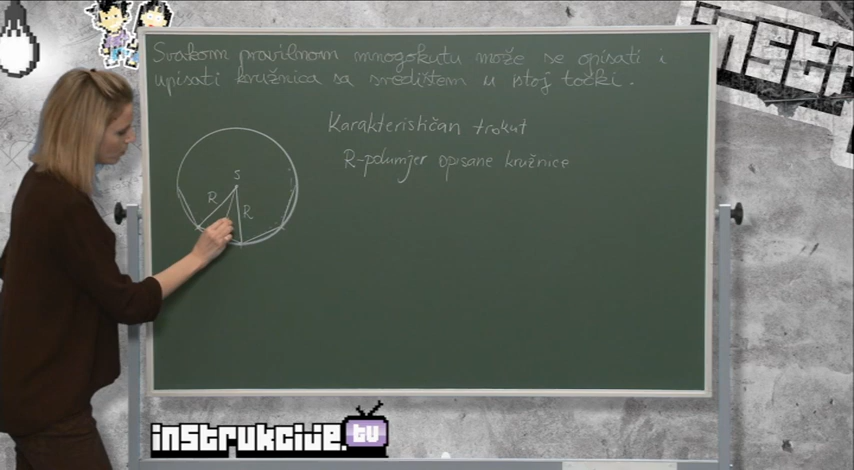 Svakom pravilnom mnogokutu može se opisati i
upisati kružnica sa središtem u istoj točki.
Karakterističan trokut
R-polumjer opisane kružnice
S
R
R
instrukcije.tv